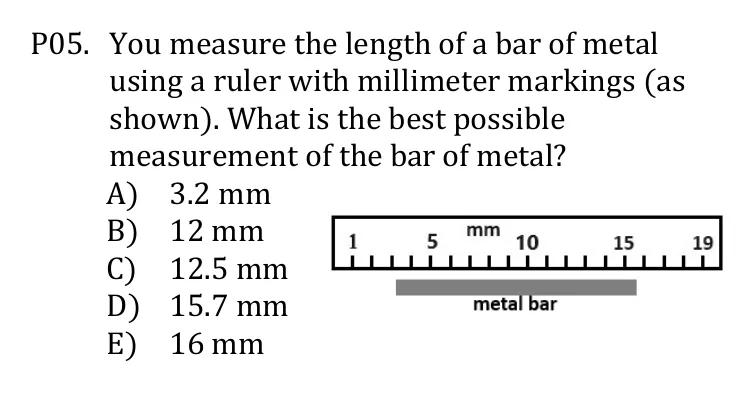 P05. You measure the length of a bar of metal
using a ruler with millimeter markings (as
shown). What is the best possible
measurement of the bar of metal?
A) 3.2 mm
B) 12 mm
C) 12.5 mm
D) 15.7 mm
E) 16 mm
mm
1 5 10 15 19
metal bar